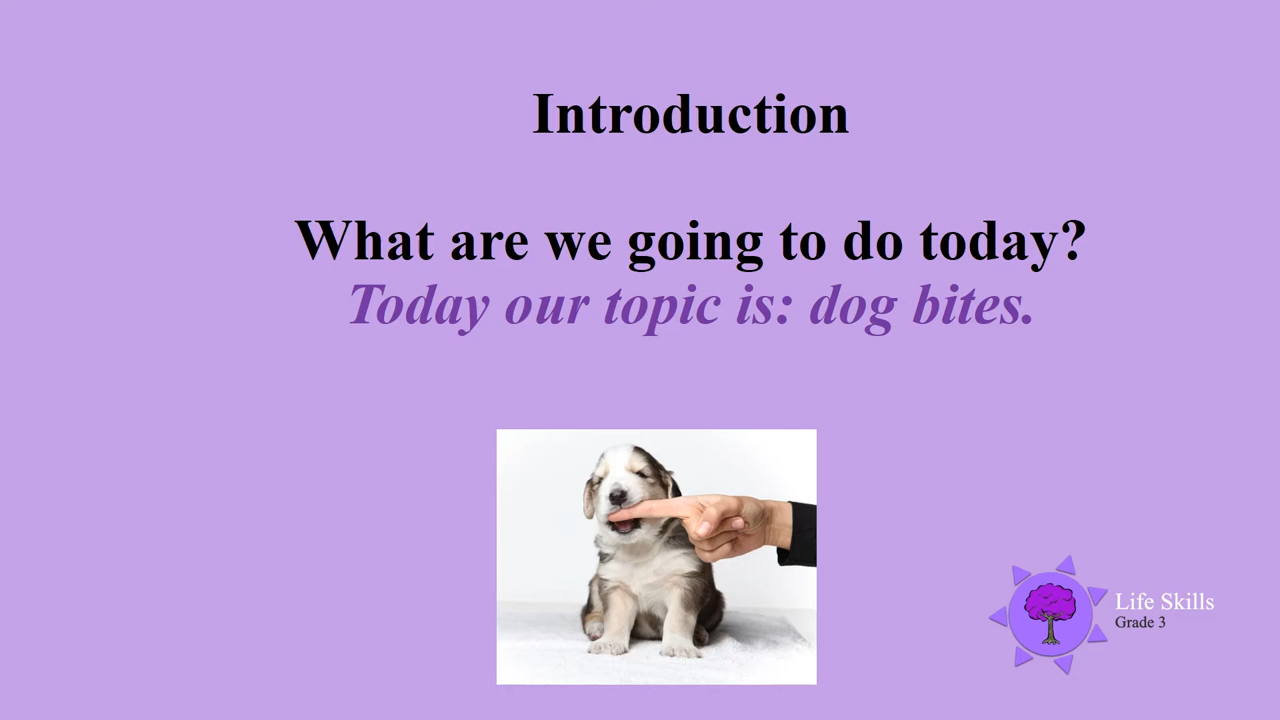 Introduction
What are we going to do today?
Today our topic is: dog bites.
Life Skills
Grade 3